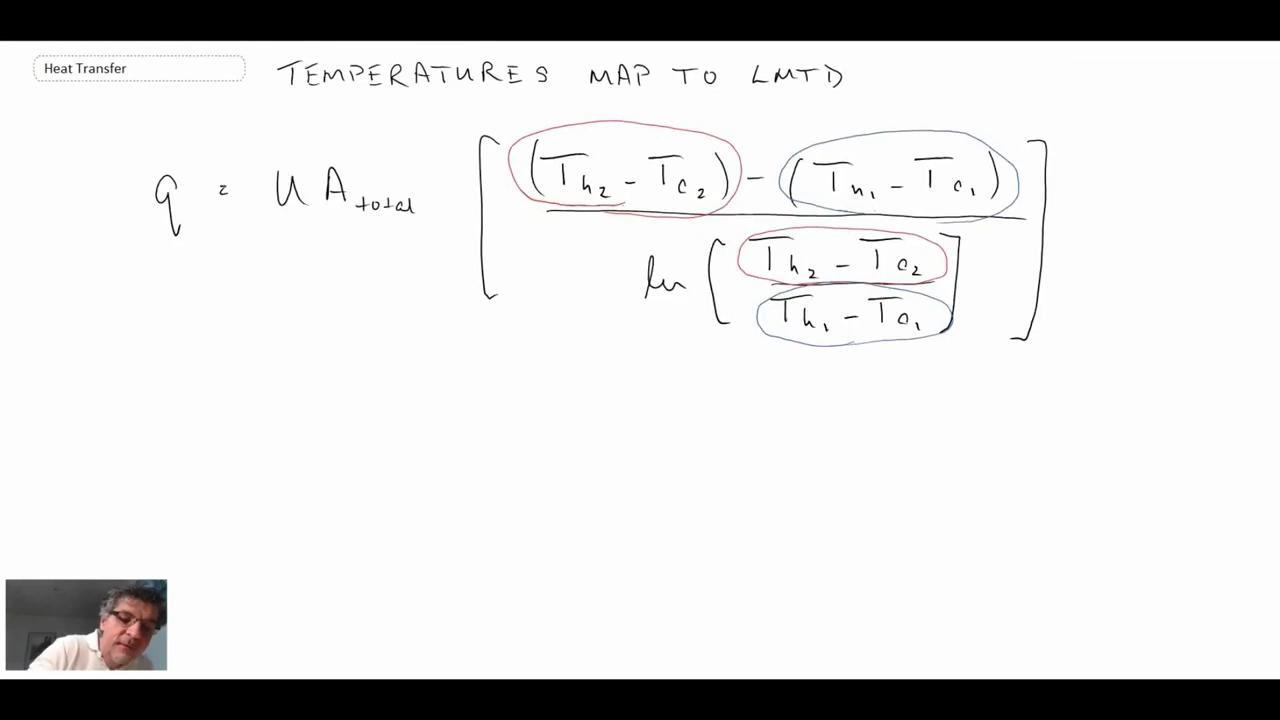 Heat Transfer
TEMPERATURES MAP TO LMTD
q = U A_total [ ((T_h2 - T_c2) - (T_h1 - T_c1)) / ln [ (T_h2 - T_c2) / (T_h1 - T_c1) ] ]